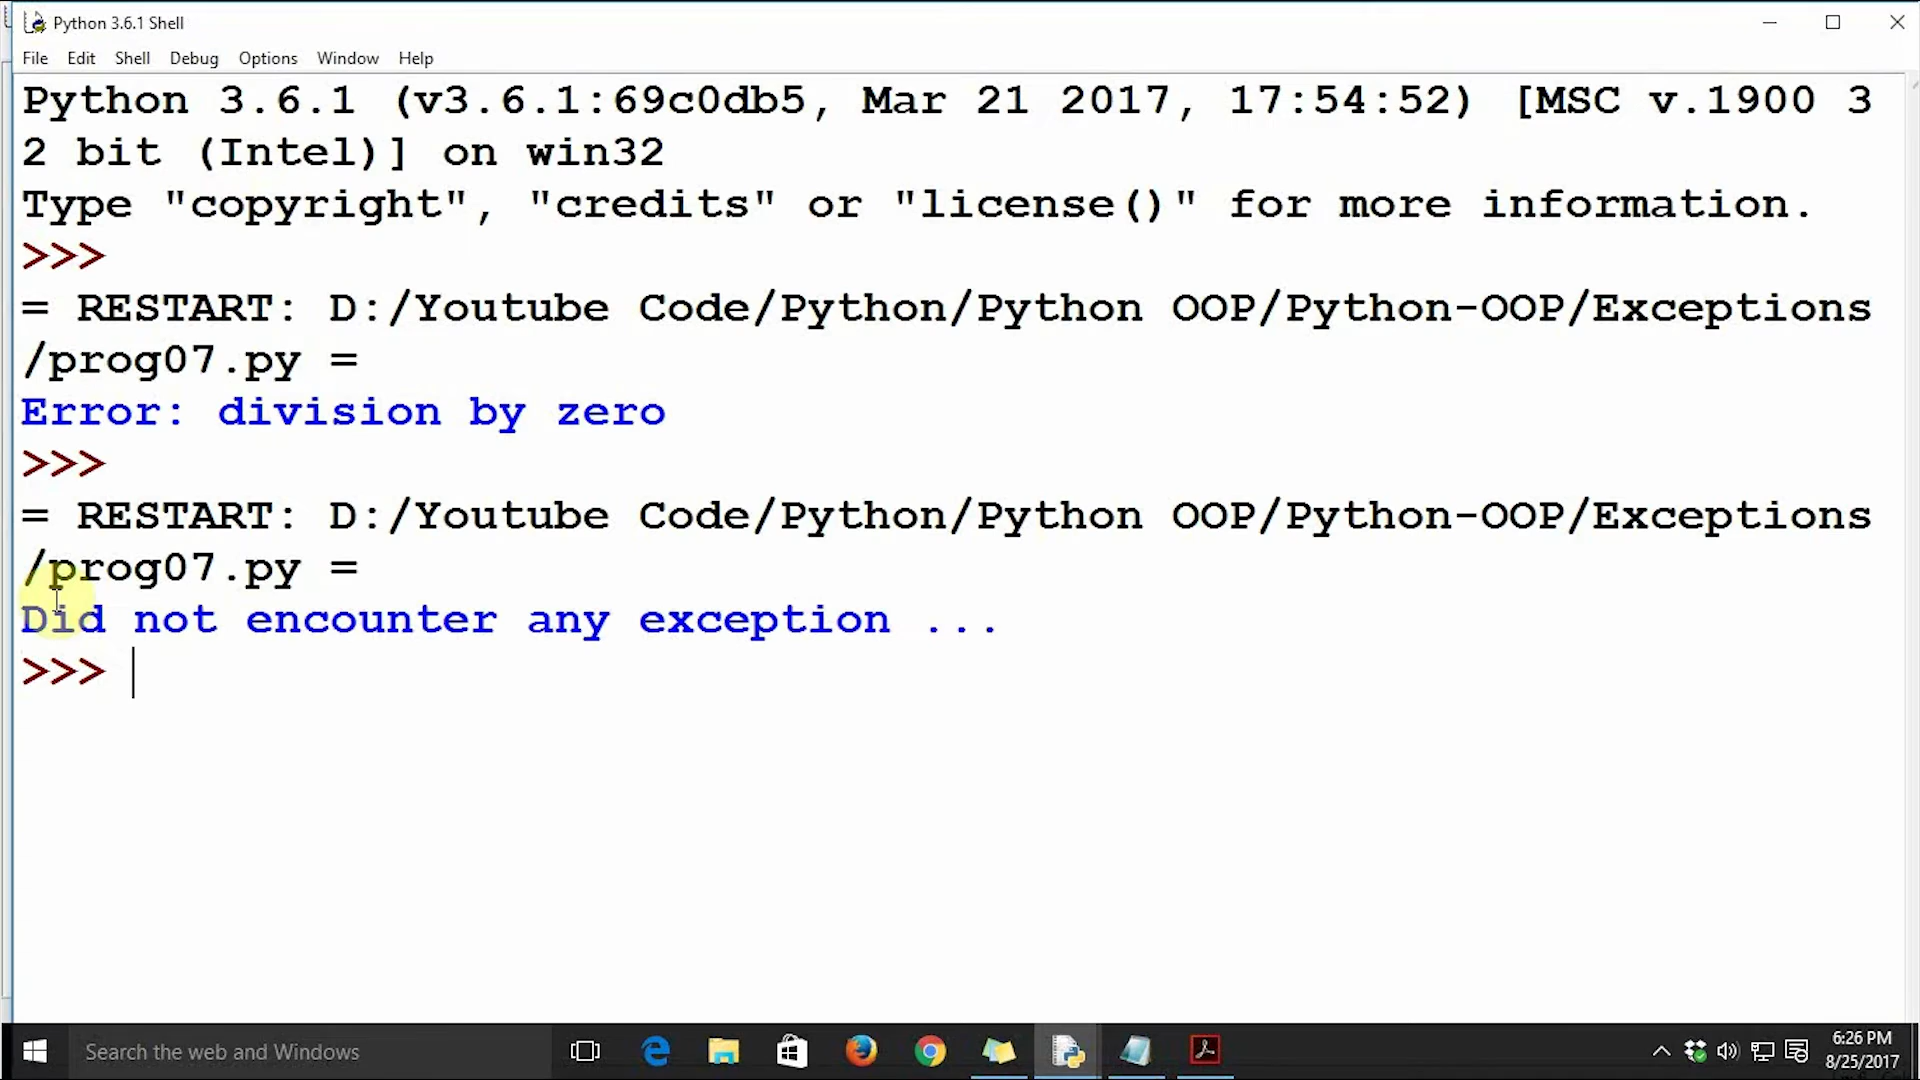 Python 3.6.1 Shell
File Edit Shell Debug Options Window Help
Python 3.6.1 (v3.6.1:69c0db5, Mar 21 2017, 17:54:52) [MSC v.1900 3
2 bit (Intel)] on win32
Type "copyright", "credits" or "license()" for more information.
>>>
= RESTART: D:/Youtube Code/Python/Python OOP/Python-OOP/Exceptions
/prog07.py =
Error: division by zero
>>>
= RESTART: D:/Youtube Code/Python/Python OOP/Python-OOP/Exceptions
/prog07.py =
Did not encounter any exception ...
>>>
Search the web and Windows
6:26 PM
8/25/2017